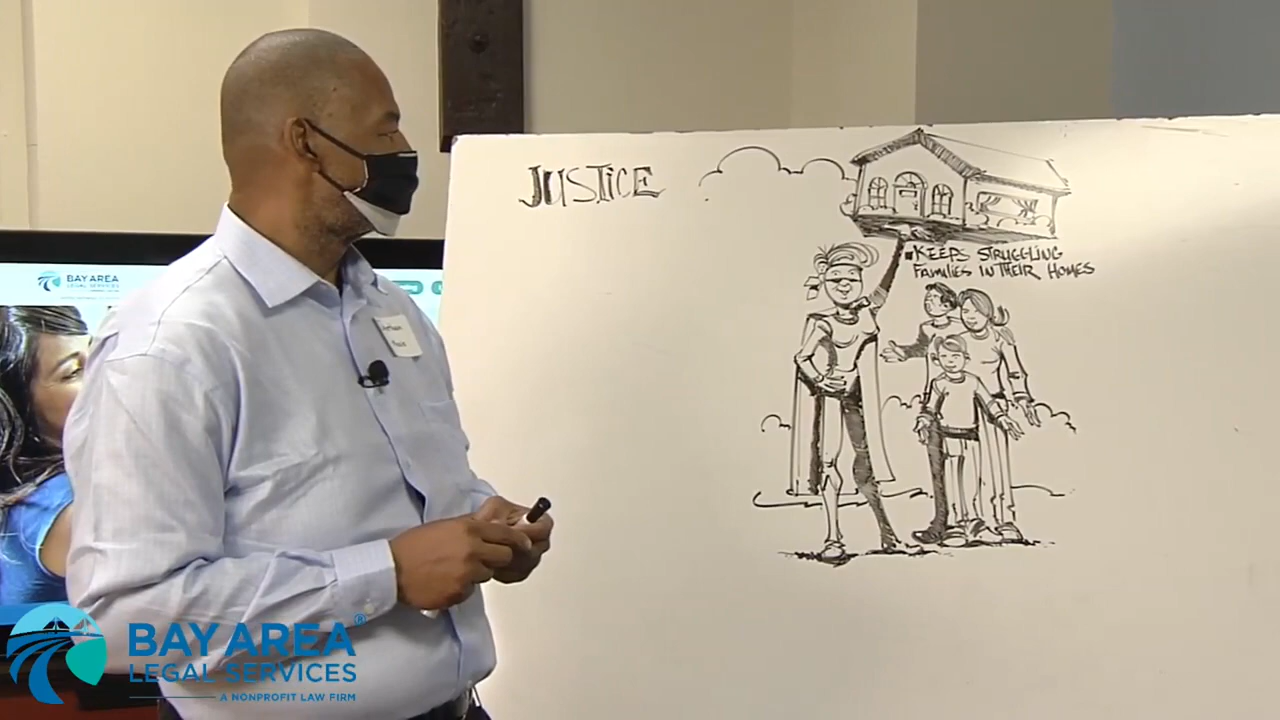 JUSTICE
KEEPS STRUGGLING
FAMILIES IN THEIR HOMES
BAY AREA
LEGAL SERVICES
BAY AREA®
LEGAL SERVICES
A NONPROFIT LAW FIRM